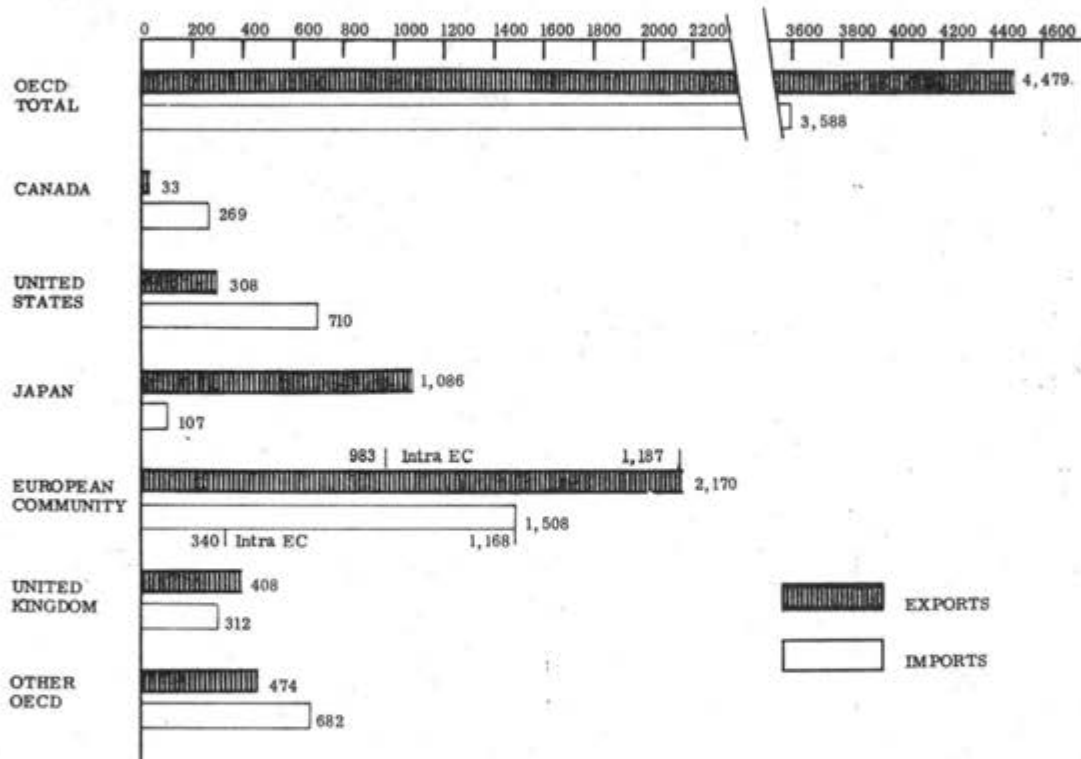 0 200 400 600 800 1000 1200 1400 1600 1800 2000 2200 3600 3800 4000 4200 4400 4600
OECD
TOTAL
4,479.
3,588
CANADA
33
269
UNITED
STATES
308
710
JAPAN
1,086
107
983 Intra EC 1,187
EUROPEAN
COMMUNITY
2,170
1,508
340 Intra EC 1,168
UNITED
KINGDOM
408
312
EXPORTS
IMPORTS
OTHER
OECD
474
682